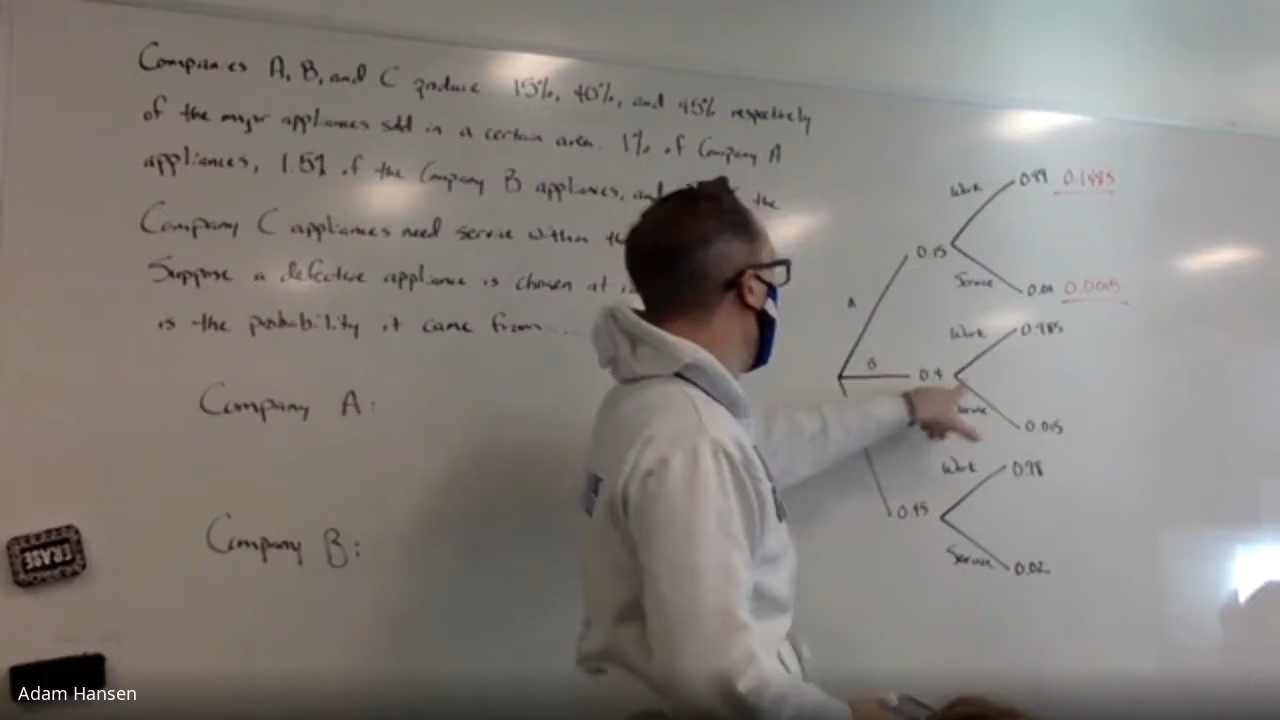 Companies A, B, and C produce 15%, 40%, and 45% respectively
of the major appliances sold in a certain area. 1% of Company A
appliances, 1.5% of the Company B appliances, and the
Company C appliances need service within
Suppose a defective appliance is chosen at
is the probability it came from...
Company A:
Company B:
Work 0.99 0.1485
A 0.15
Service 0.01 0.0015
Work 0.985
B 0.4
Service 0.015
Work 0.98
0.45
Service 0.02
ERASE
Adam Hansen